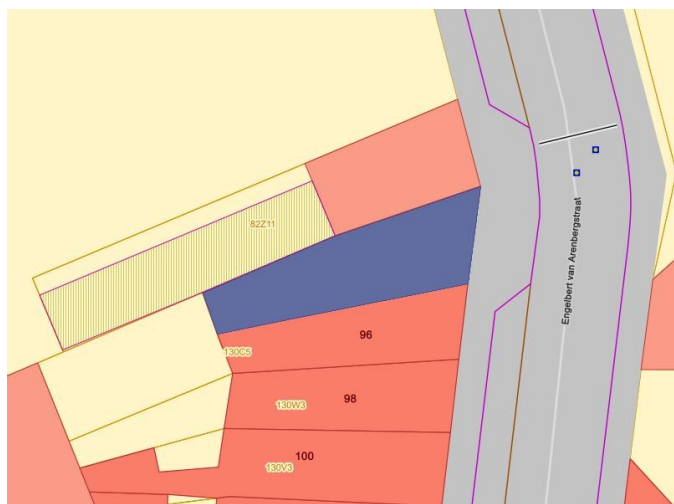 82Z11
Engelbert van Arenbergstraat
96
130C5
98
130W3
100
130V3